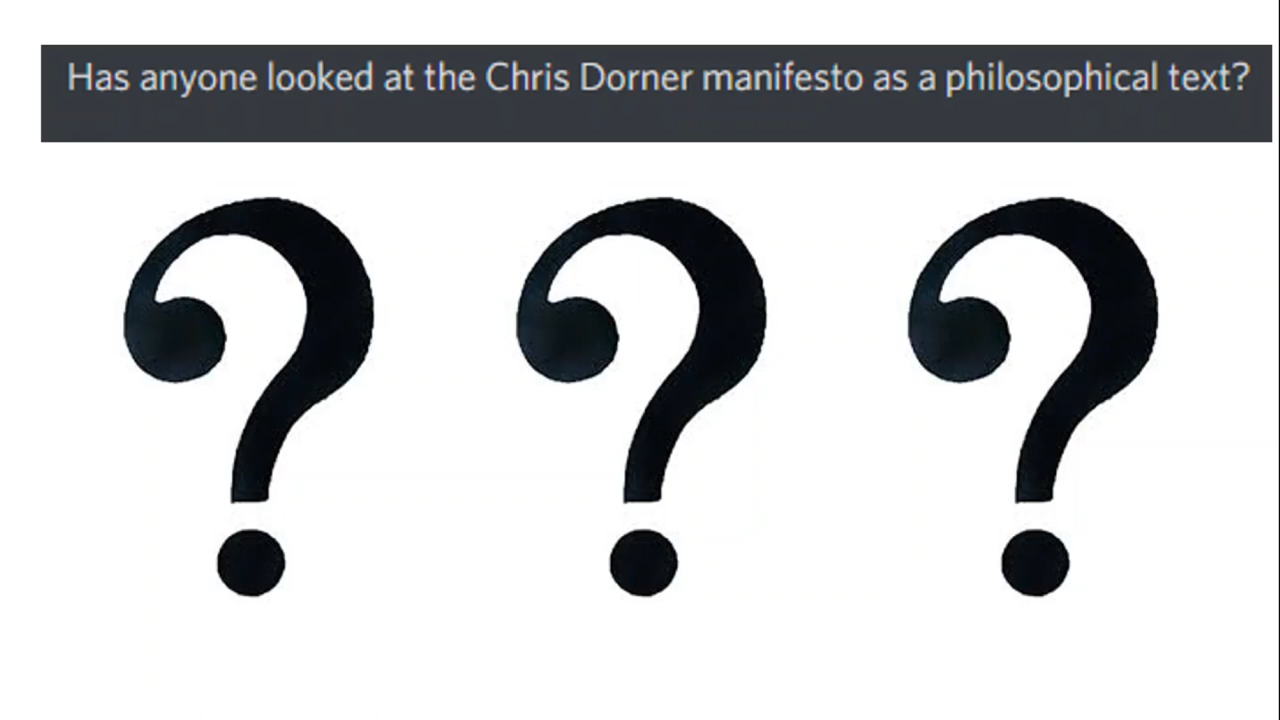 Has anyone looked at the Chris Dorner manifesto as a philosophical text?
? ? ?